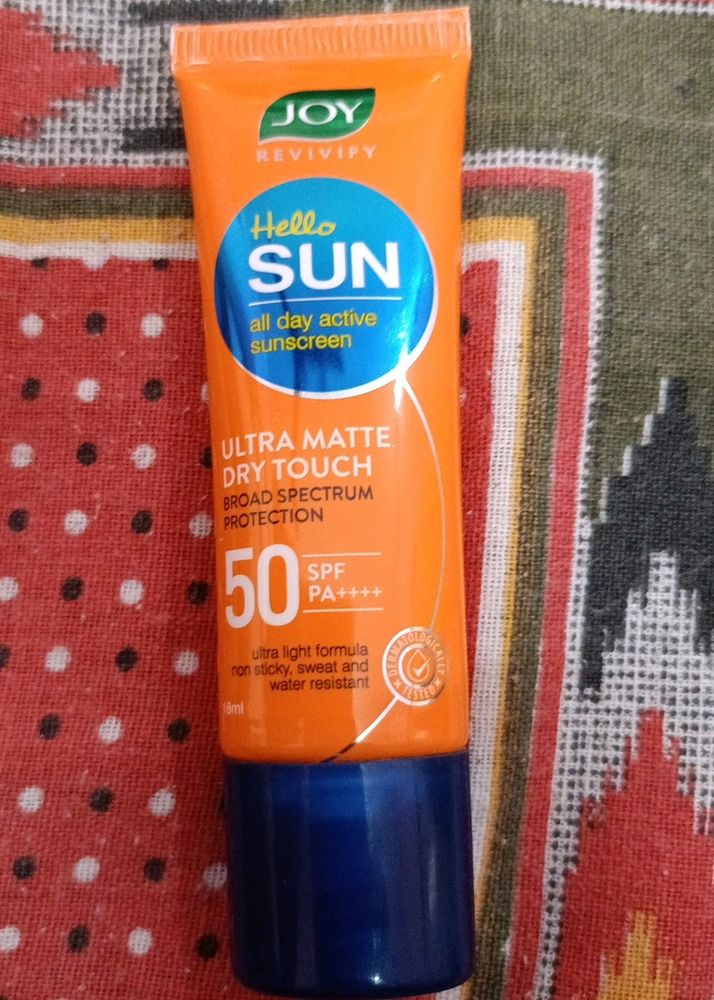 JOY
REVIVIFY
Hello
SUN
all day active
sunscreen
ULTRA MATTE
DRY TOUCH
BROAD SPECTRUM
PROTECTION
50
SPF
PA++++
ultra light formula
non sticky, sweat and
water resistant
DERMATOLOGICALLY
TESTED
18ml